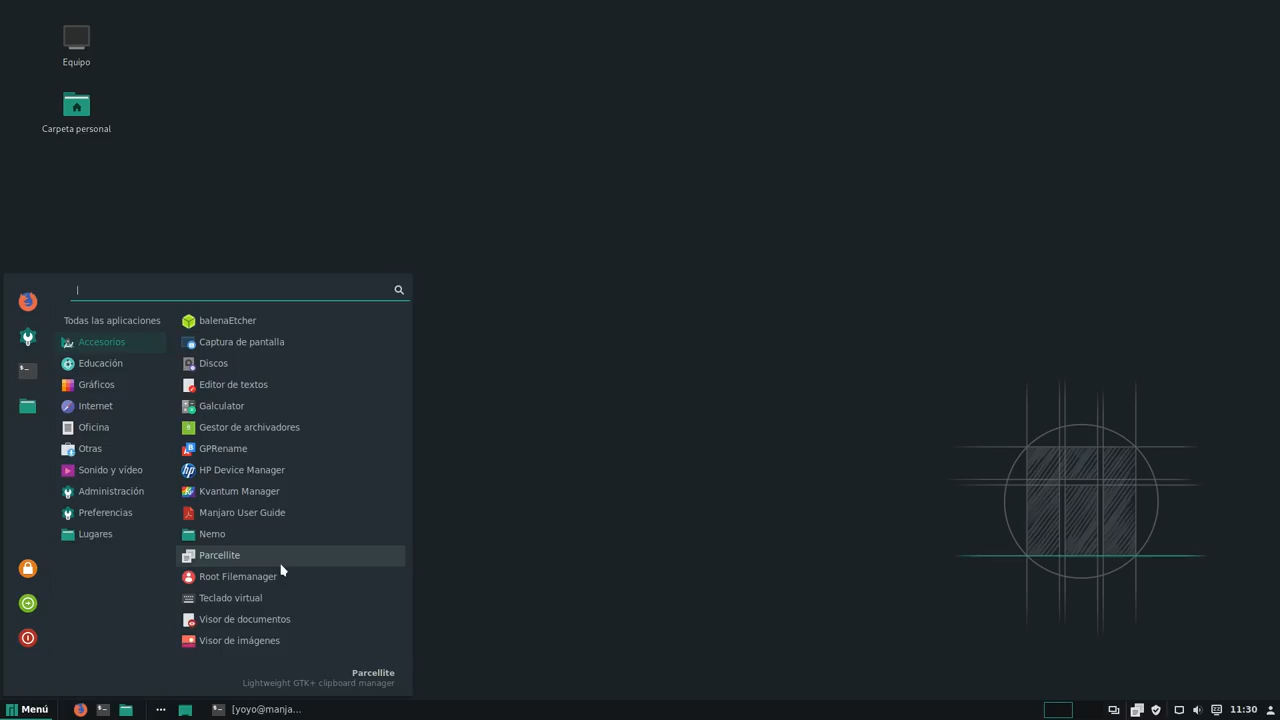 Equipo
Carpeta personal
Todas las aplicaciones
Accesorios
Educación
Gráficos
Internet
Oficina
Otras
Sonido y vídeo
Administración
Preferencias
Lugares
balenaEtcher
Captura de pantalla
Discos
Editor de textos
Galculator
Gestor de archivadores
GPRename
HP Device Manager
Kvantum Manager
Manjaro User Guide
Nemo
Parcellite
Root Filemanager
Teclado virtual
Visor de documentos
Visor de imágenes
Parcellite
Lightweight GTK+ clipboard manager
Menú
[yoyo@manja...
11:30